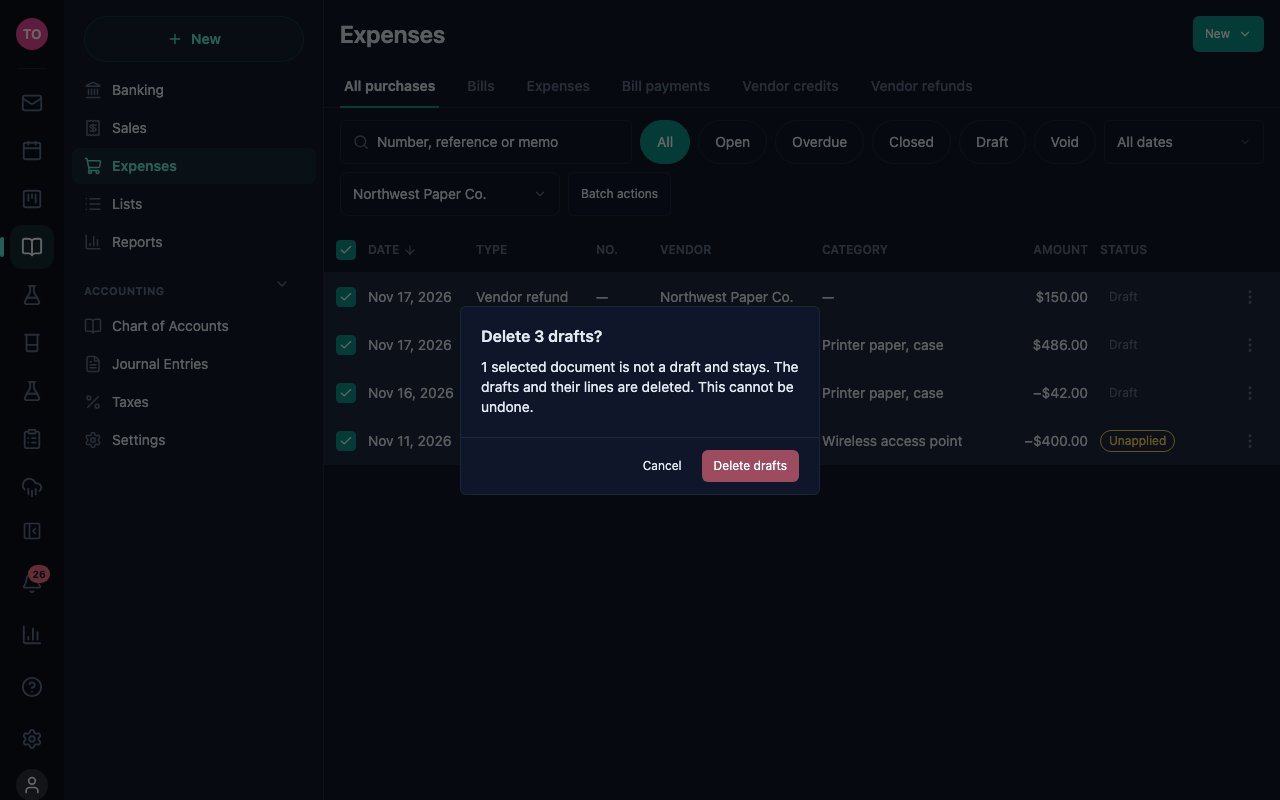 TO
New
Banking
Sales
Expenses
Lists
Reports
ACCOUNTING
Chart of Accounts
Journal Entries
Taxes
Settings
26
Expenses
New
All purchases Bills Expenses Bill payments Vendor credits Vendor refunds
Number, reference or memo All Open Overdue Closed Draft Void All dates
Northwest Paper Co. Batch actions
DATE TYPE NO. VENDOR CATEGORY AMOUNT STATUS
Nov 17, 2026 Vendor refund — Northwest Paper Co. — $150.00 Draft
Nov 17, 2026 Printer paper, case $486.00 Draft
Nov 16, 2026 Printer paper, case −$42.00 Draft
Nov 11, 2026 Wireless access point −$400.00 Unapplied
Delete 3 drafts?
1 selected document is not a draft and stays. The
drafts and their lines are deleted. This cannot be
undone.
Cancel Delete drafts